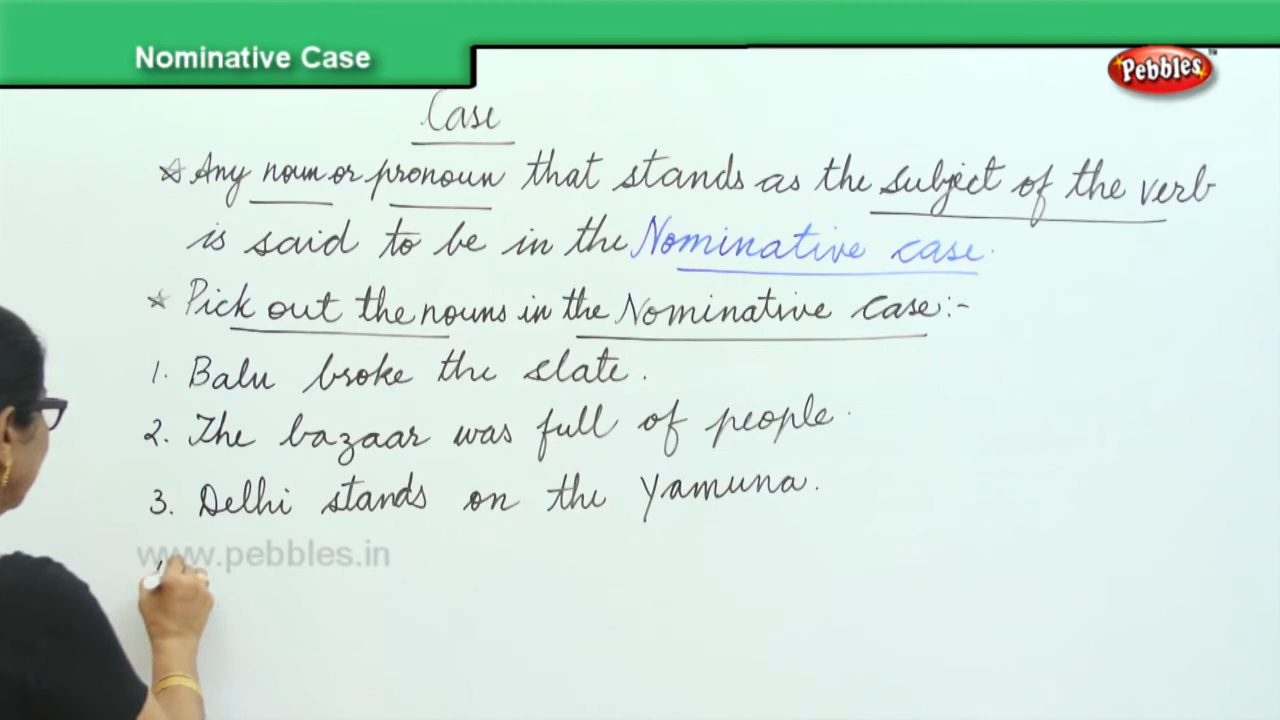 Nominative Case
Pebbles™
Case
☆ Any noun or pronoun that stands as the subject of the verb
is said to be in the Nominative case.
☆ Pick out the nouns in the Nominative case:-
1. Balu broke the slate.
2. The bazaar was full of people.
3. Delhi stands on the Yamuna.
www.pebbles.in